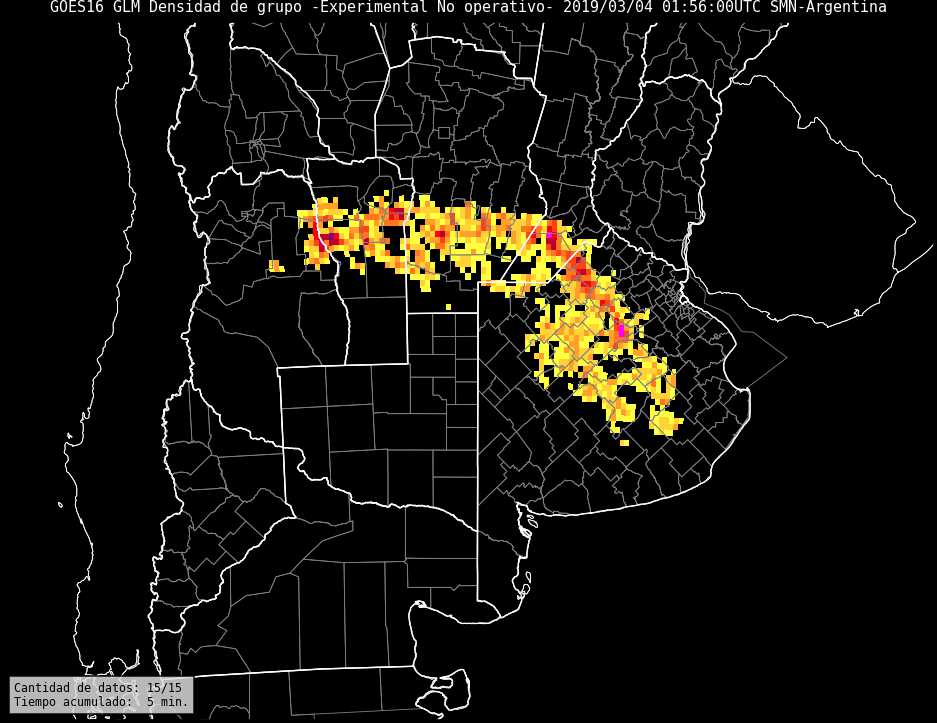 GOES16 GLM Densidad de grupo -Experimental No operativo- 2019/03/04 01:56:00UTC SMN-Argentina
Cantidad de datos: 15/15
Tiempo acumulado:  5 min.